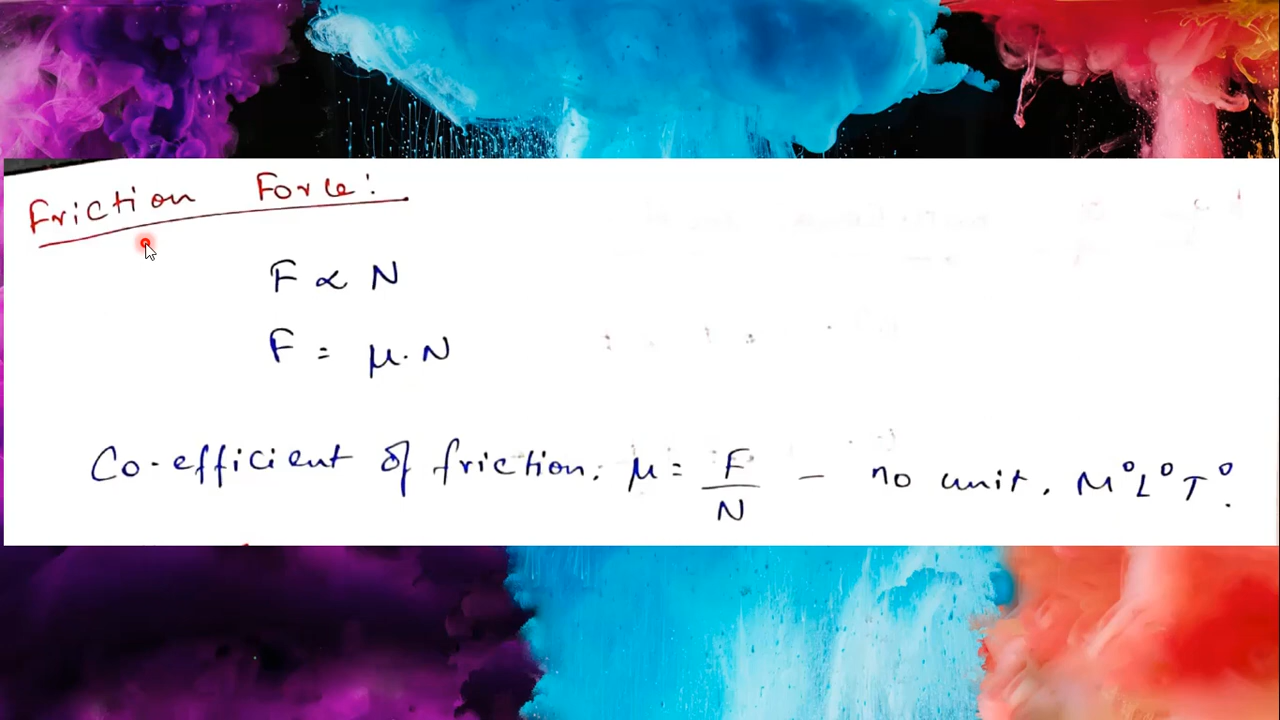 Friction Force:
F ∝ N
F = μ. N
Co-efficient of friction. μ = F/N – no unit. M⁰L⁰T⁰.